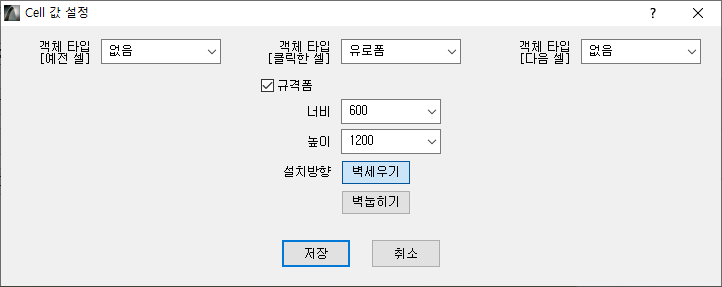 Cell 값 설정
객체 타입
[예전 셀]
없음
객체 타입
[클릭한 셀]
유로폼
객체 타입
[다음 셀]
없음
규격폼
너비 600
높이 1200
설치방향 벽세우기
벽눕히기
저장 취소